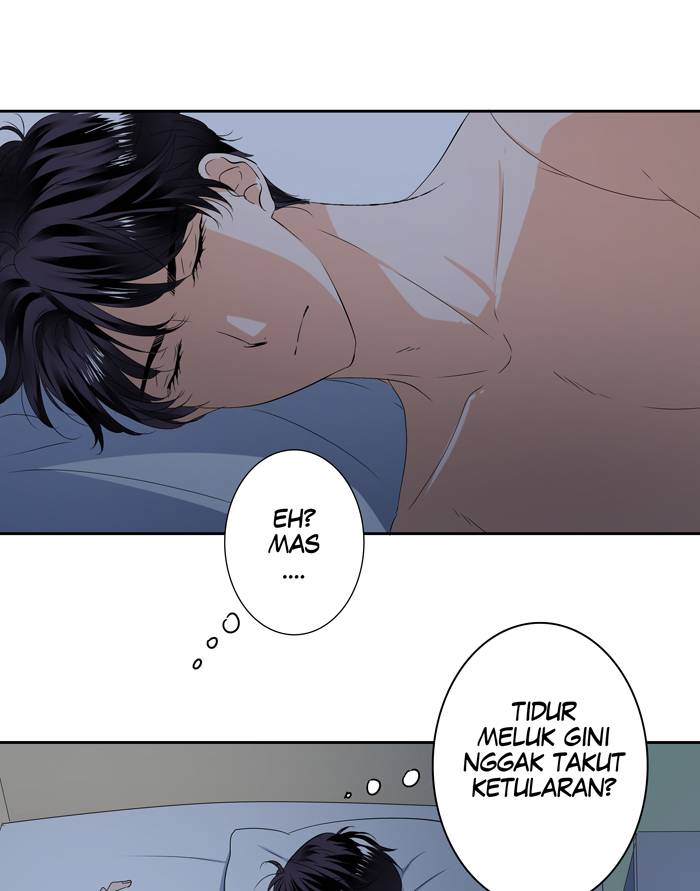 EH?
MAS
....
TIDUR
MELUK GINI
NGGAK TAKUT
KETULARAN?